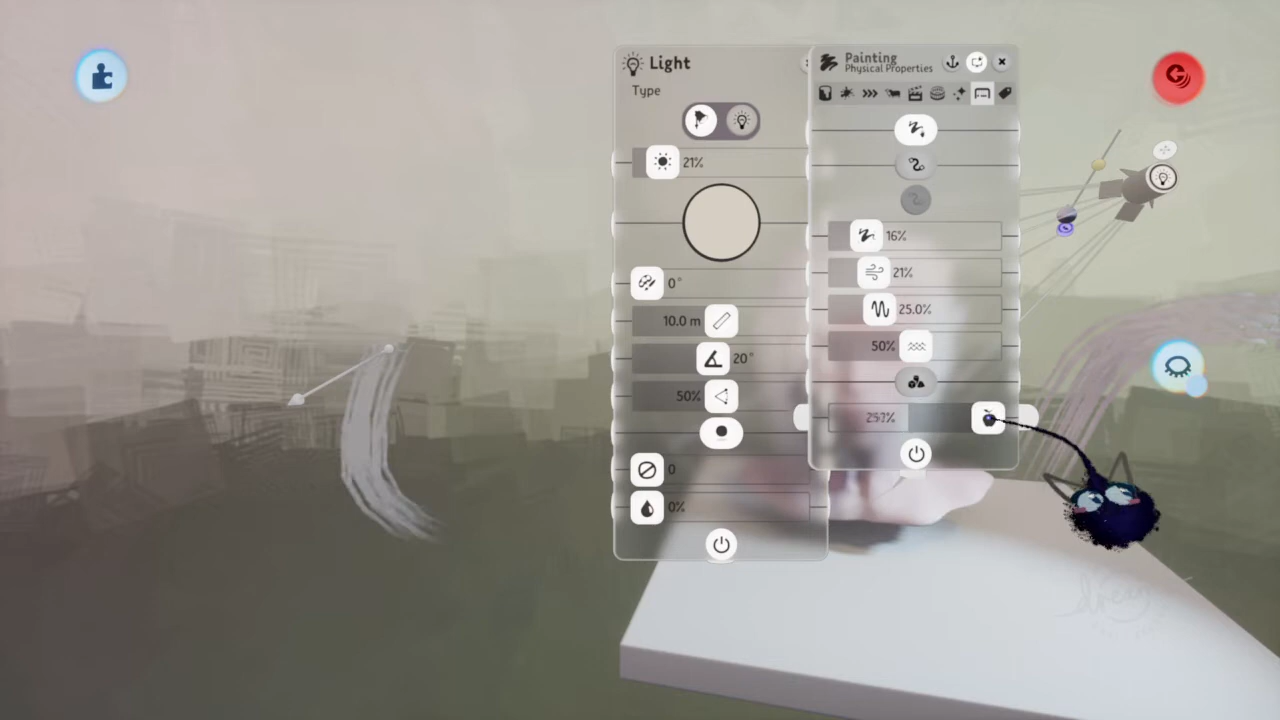 Light
Type
21%
0°
10.0 m
20°
50%
0
0%
Painting
Physical Properties
16%
21%
25.0%
50%